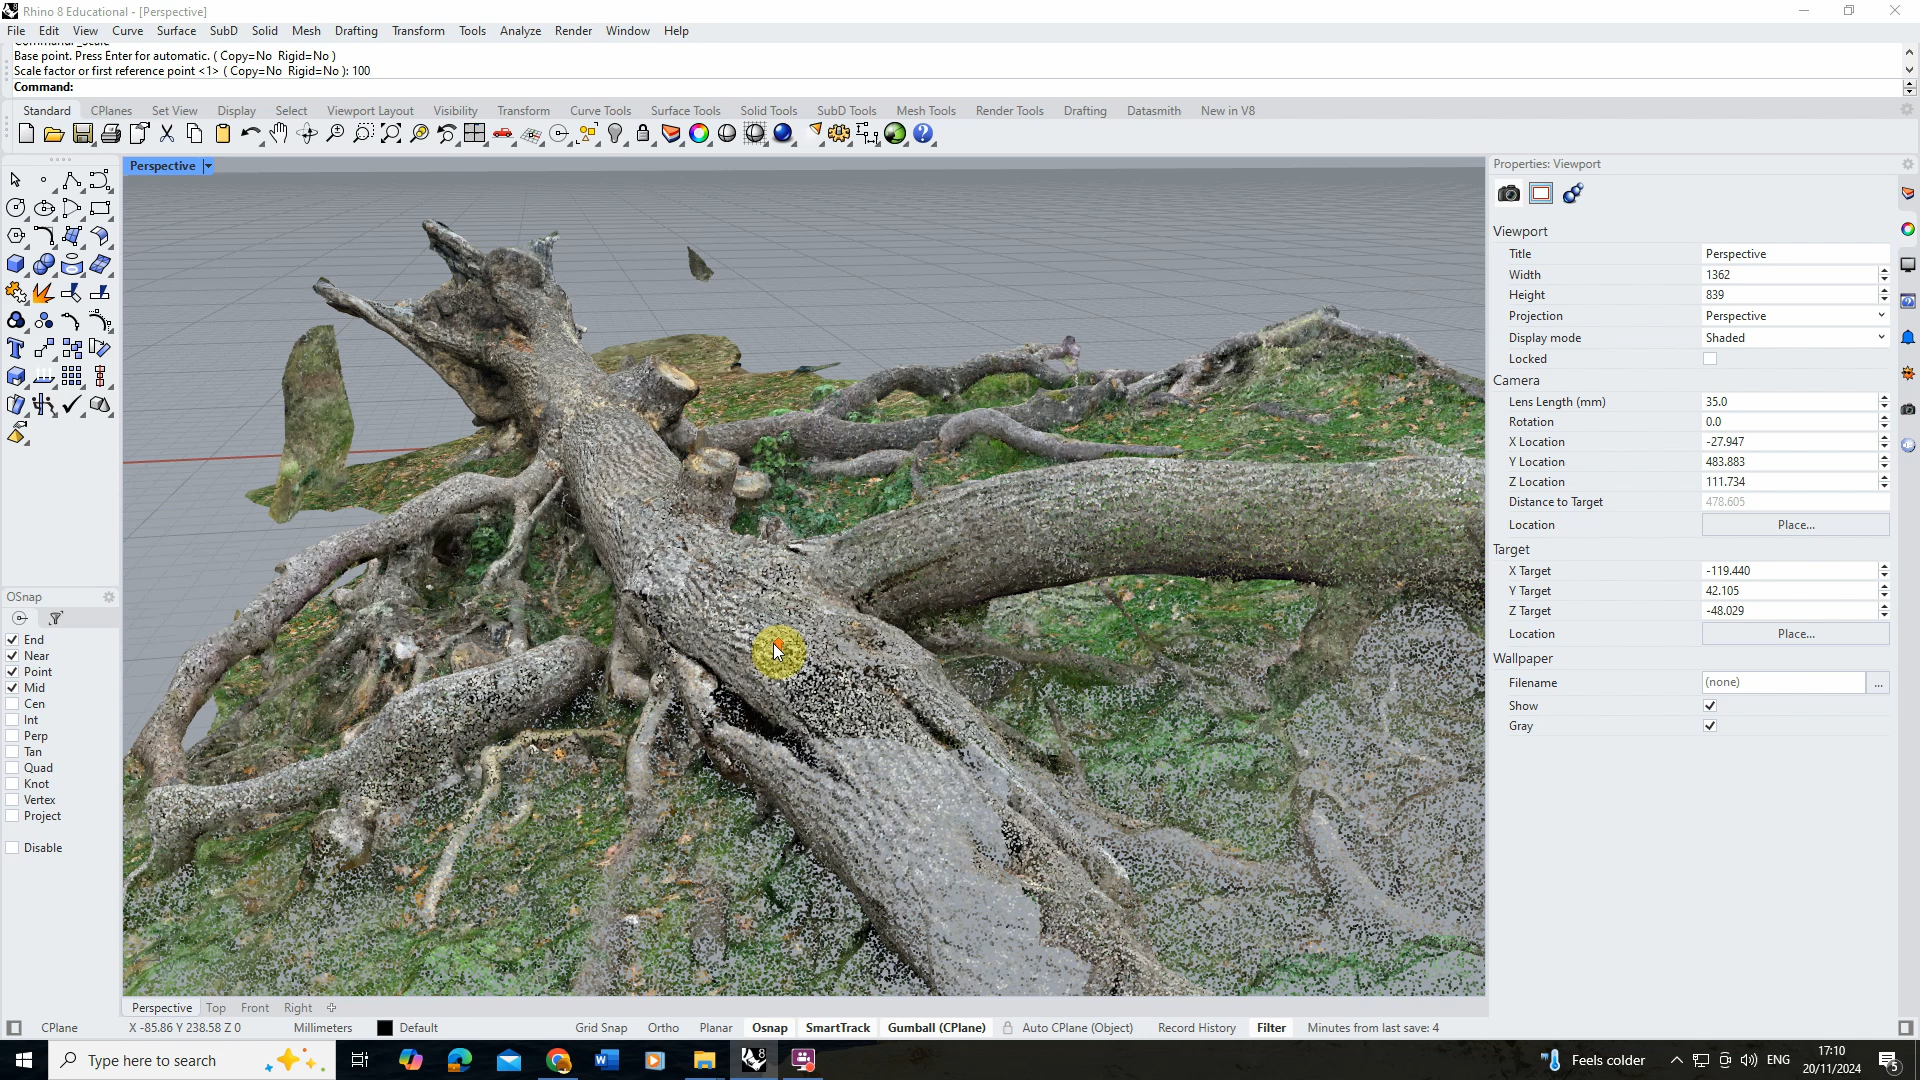 Rhino 8 Educational - [Perspective]
File Edit View Curve Surface SubD Solid Mesh Drafting Transform Tools Analyze Render Window Help
Base point. Press Enter for automatic. ( Copy=No Rigid=No )
Scale factor or first reference point <1> ( Copy=No Rigid=No ): 100
Command:
Standard CPlanes Set View Display Select Viewport Layout Visibility Transform Curve Tools Surface Tools Solid Tools SubD Tools Mesh Tools Render Tools Drafting Datasmith New in V8
Perspective
Properties: Viewport
Viewport
Title Perspective
Width 1362
Height 839
Projection Perspective
Display mode Shaded
Locked
Camera
Lens Length (mm) 35.0
Rotation 0.0
X Location -27.947
Y Location 483.883
Z Location 111.734
Distance to Target 478.605
Location Place...
Target
X Target -119.440
Y Target 42.105
Z Target -48.029
Location Place...
Wallpaper
Filename (none) ...
Show
Gray
OSnap
End
Near
Point
Mid
Cen
Int
Perp
Tan
Quad
Knot
Vertex
Project
Disable
Perspective Top Front Right
CPlane X -85.86 Y 238.58 Z 0 Millimeters Default Grid Snap Ortho Planar Osnap SmartTrack Gumball (CPlane) Auto CPlane (Object) Record History Filter Minutes from last save: 4
Type here to search
Feels colder
ENG
17:10
20/11/2024
5